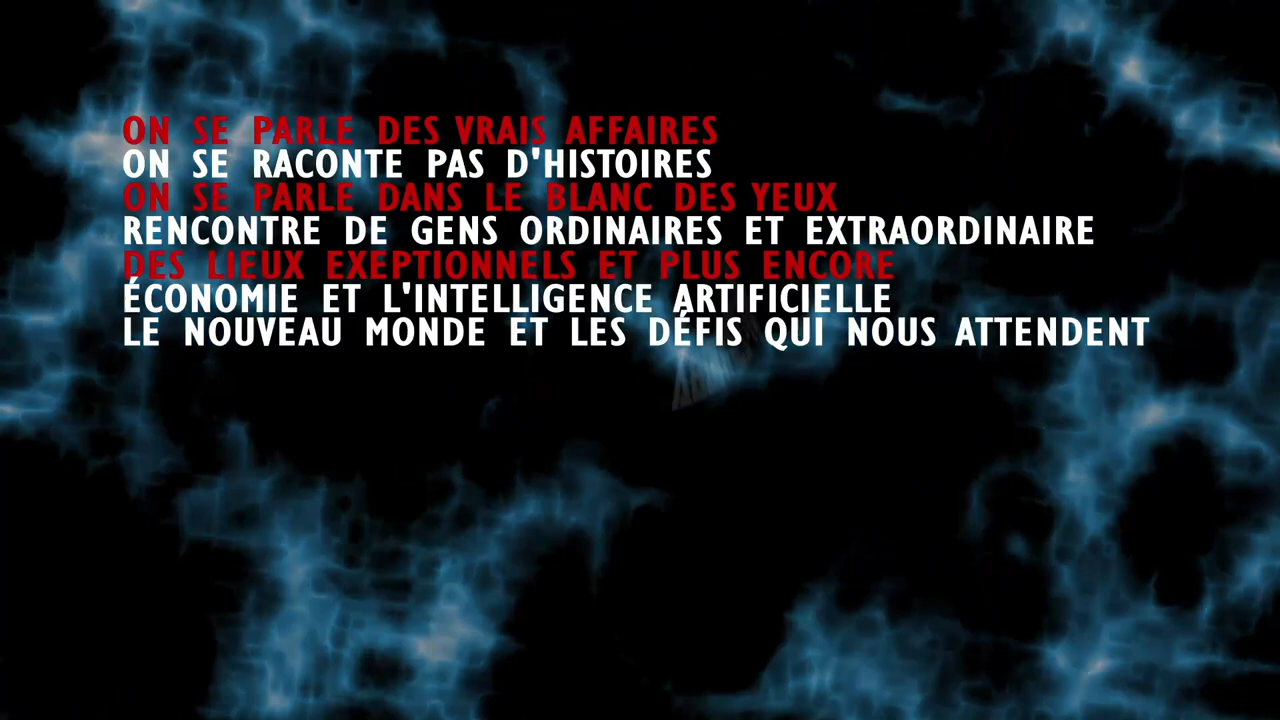 ON SE PARLE DES VRAIS AFFAIRES
ON SE RACONTE PAS D'HISTOIRES
ON SE PARLE DANS LE BLANC DES YEUX
RENCONTRE DE GENS ORDINAIRES ET EXTRAORDINAIRE
DES LIEUX EXEPTIONNELS ET PLUS ENCORE
ÉCONOMIE ET L'INTELLIGENCE ARTIFICIELLE
LE NOUVEAU MONDE ET LES DÉFIS QUI NOUS ATTENDENT